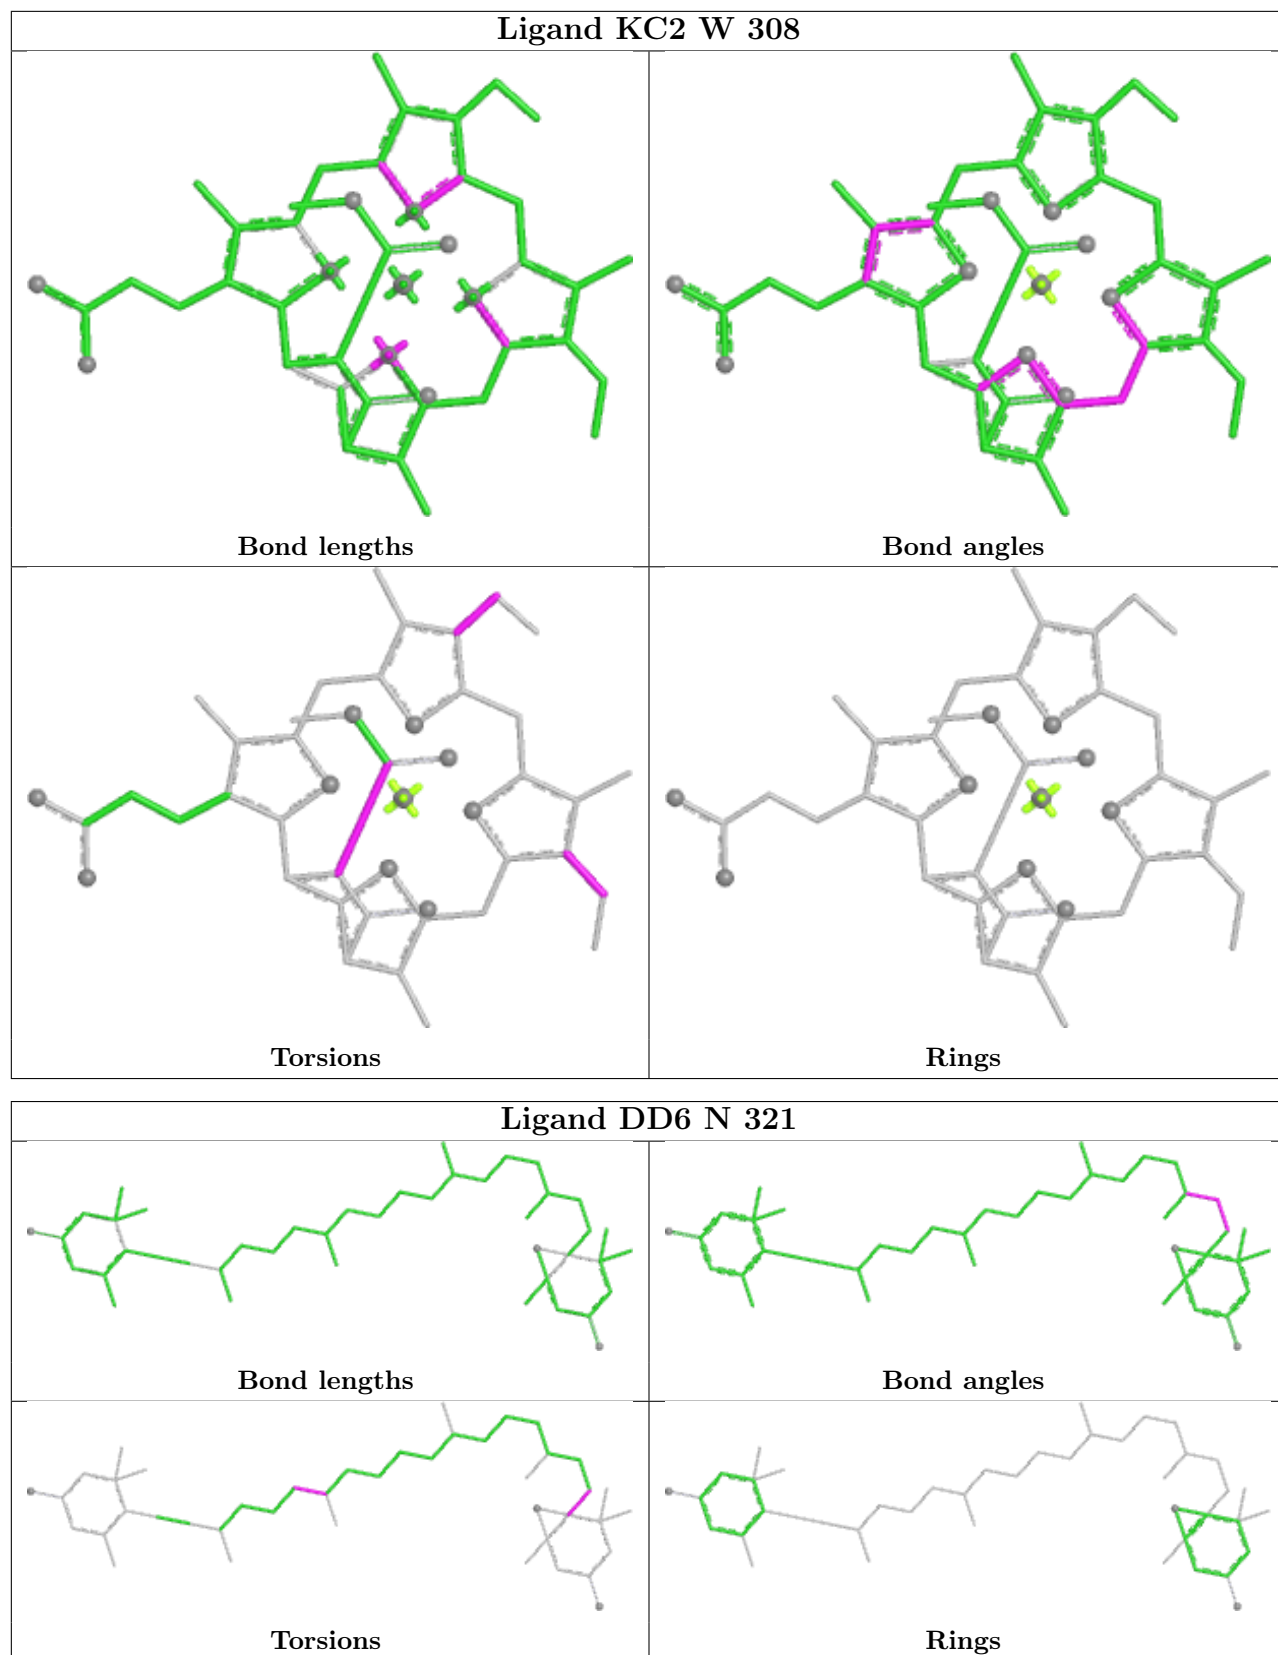 Ligand KC2 W 308
Bond lengths
Bond angles
Torsions
Rings
Ligand DD6 N 321
Bond lengths
Bond angles
Torsions
Rings